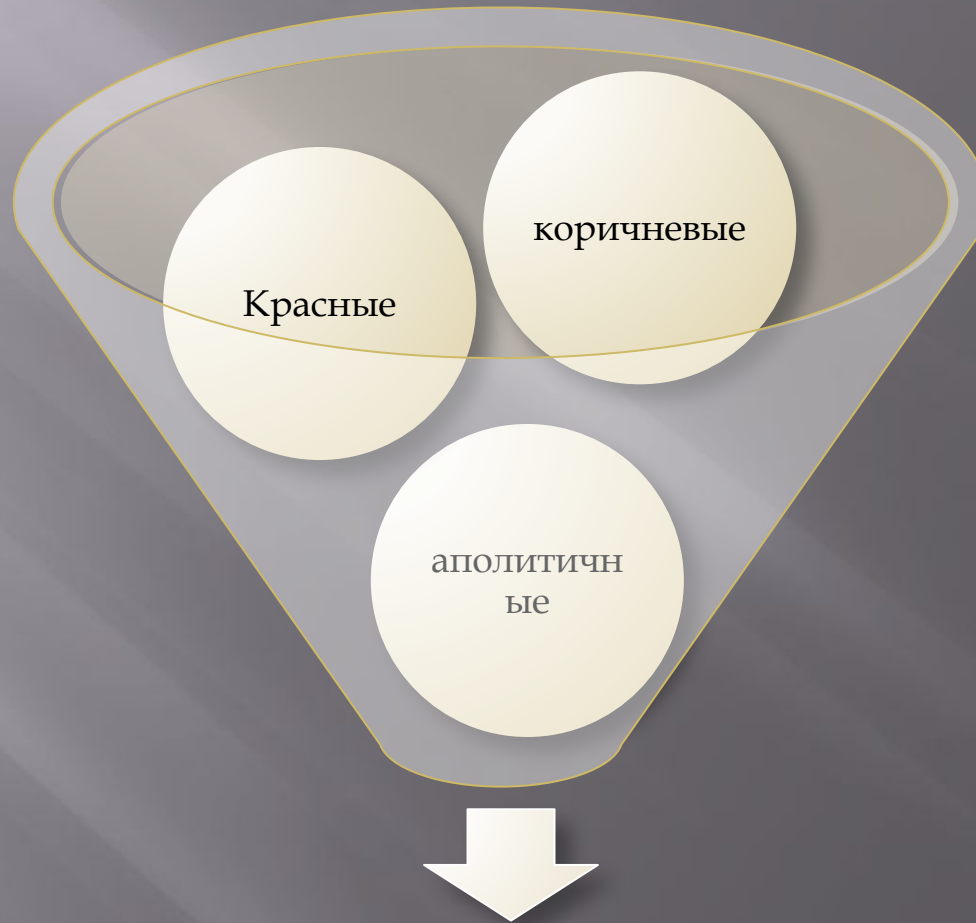 коричневые
Красные
аполитичн
ые